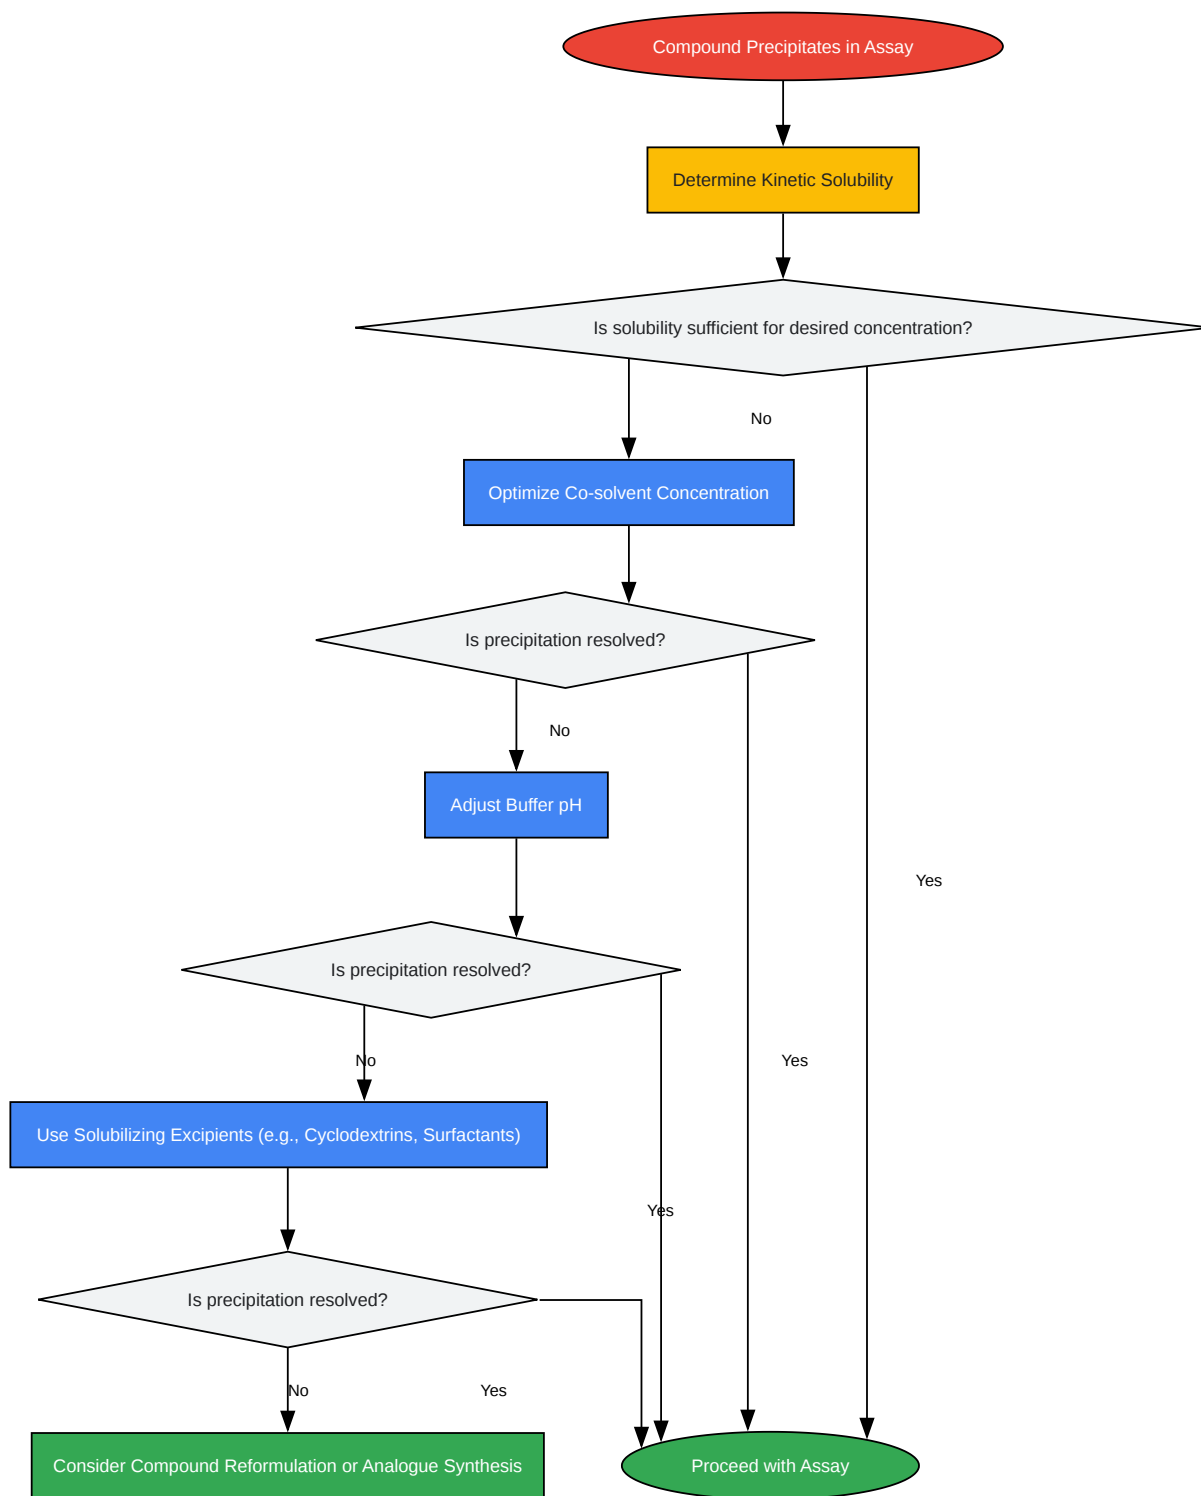 Compound Precipitates in Assay
Determine Kinetic Solubility
Is solubility sufficient for desired concentration?
No
Optimize Co-solvent Concentration
Is precipitation resolved?
No
Adjust Buffer pH
Yes
Is precipitation resolved?
No
Yes
Use Solubilizing Excipients (e.g., Cyclodextrins, Surfactants)
Yes
Is precipitation resolved?
No
Yes
Consider Compound Reformulation or Analogue Synthesis
Proceed with Assay